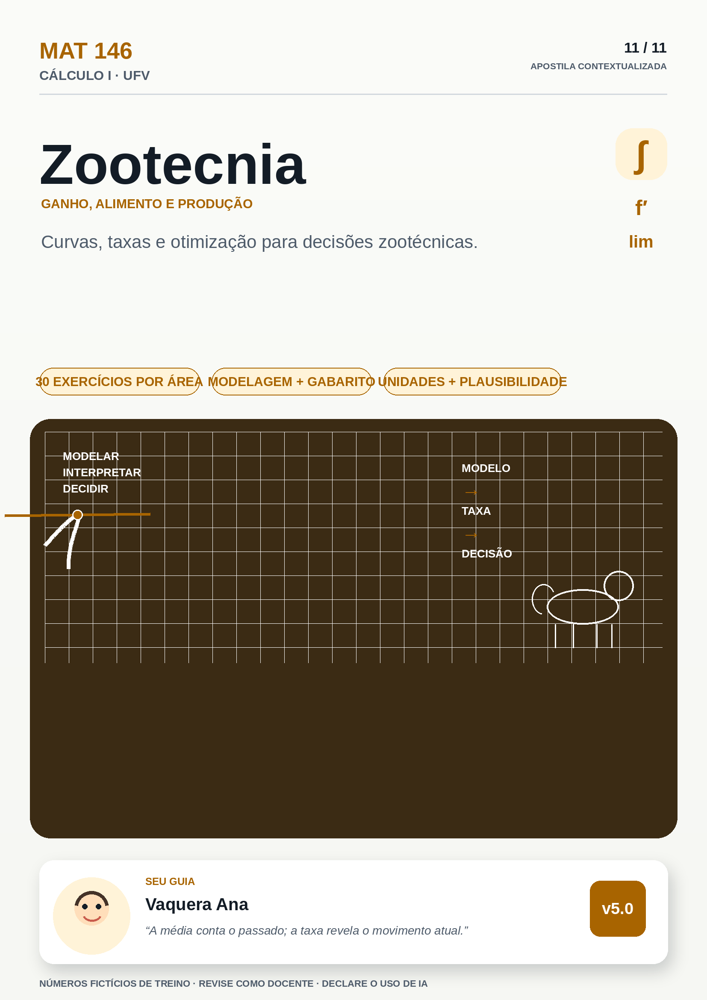 MAT 146
CÁLCULO I · UFV
11 / 11
APOSTILA CONTEXTUALIZADA
Zootecnia
GANHO, ALIMENTO E PRODUÇÃO
Curvas, taxas e otimização para decisões zootécnicas.
∫
f′
lim
30 EXERCÍCIOS POR ÁREA
MODELAGEM + GABARITO
UNIDADES + PLAUSIBILIDADE
MODELAR
INTERPRETAR
DECIDIR
MODELO
→
TAXA
→
DECISÃO
SEU GUIA
Vaquera Ana
“A média conta o passado; a taxa revela o movimento atual.”
v5.0
NÚMEROS FICTÍCIOS DE TREINO · REVISE COMO DOCENTE · DECLARE O USO DE IA